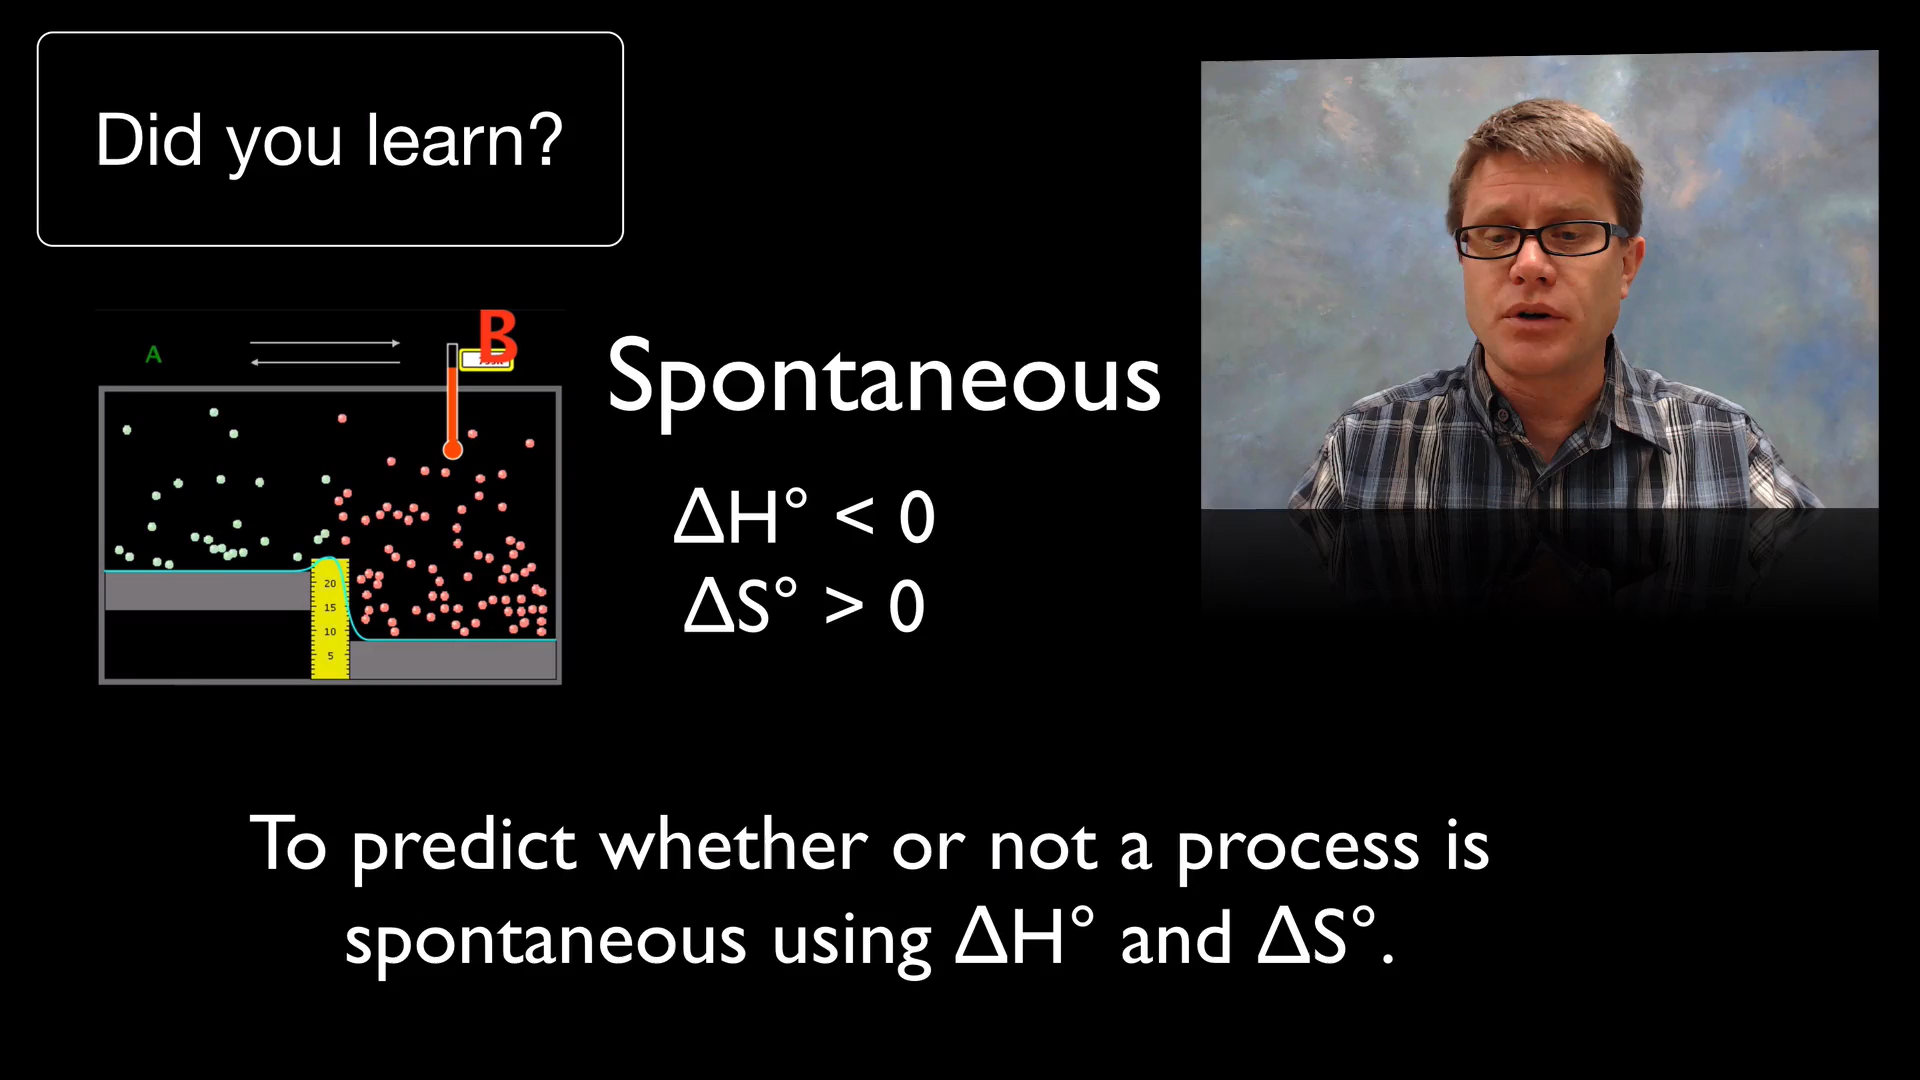 Did you learn?
A
B
Spontaneous
ΔH° < 0
ΔS° > 0
20
15
10
5
To predict whether or not a process is
spontaneous using ΔH° and ΔS°.